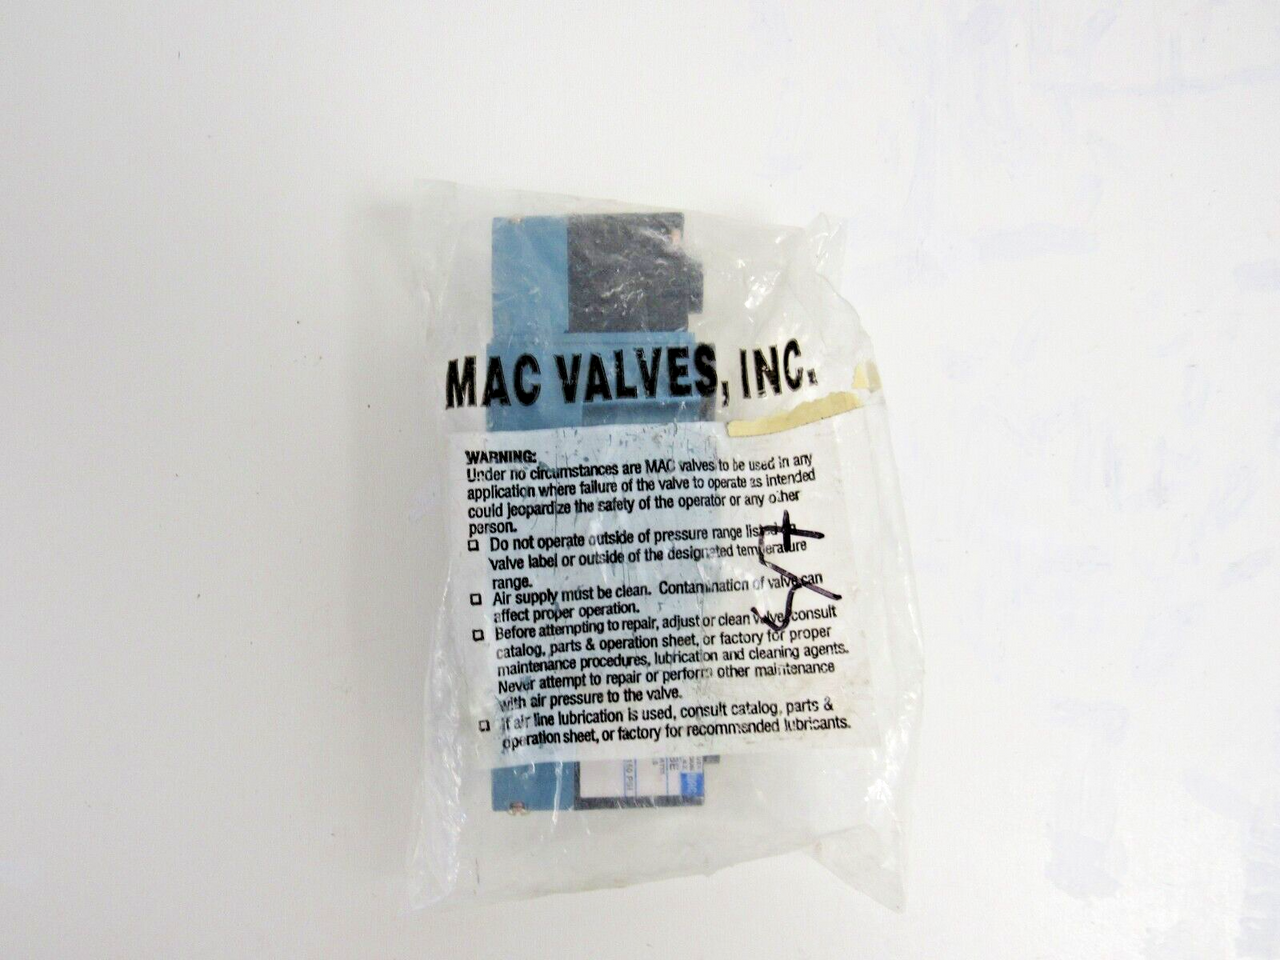 MAC VALVES, INC.
WARNING:
Under no circumstances are MAC valves to be used in any
application where failure of the valve to operate as intended
could jeopardize the safety of the operator or any other
person.
❑ Do not operate outside of pressure range listed on
valve label or outside of the designated temperature
range.
❑ Air supply must be clean. Contamination of valve can
affect proper operation.
❑ Before attempting to repair, adjust or clean valve, consult
catalog, parts & operation sheet, or factory for proper
maintenance procedures, lubrication and cleaning agents.
Never attempt to repair or perform other maintenance
with air pressure to the valve.
❑ If air line lubrication is used, consult catalog, parts &
operation sheet, or factory for recommended lubricants.